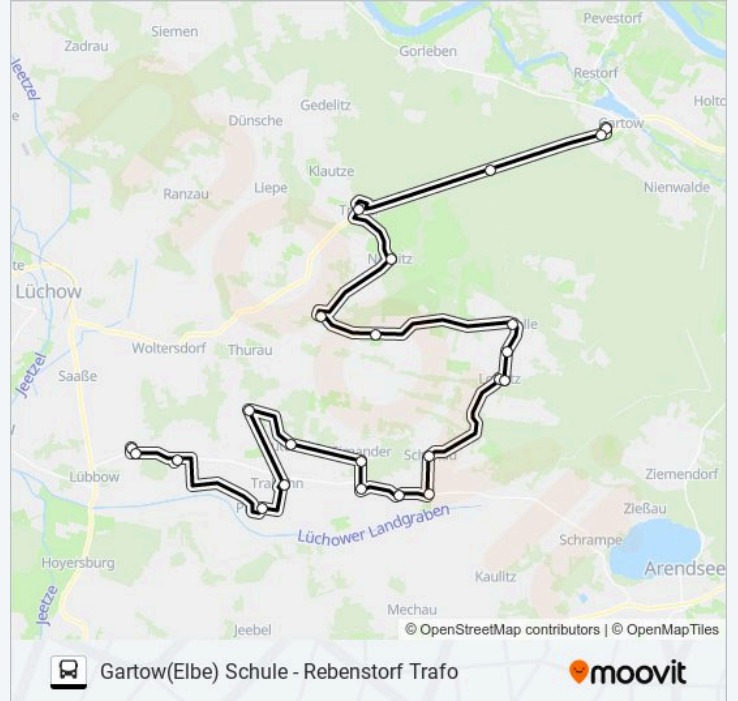 Pevestorf
Siemen
Zadrau
Gorleben
Jeetzel
Restorf
Gedelitz
Holto
Dünsche
Gartow
Klautze
Liepe
Nienwalde
Ranzau
Lüchow
Woltersdorf
Thurau
Jeetzel
Saaße
Lübbow
Ziemendorf
Zießau
Lüchower Landgraben
Schrampe
Hoyersburg
Arendsee
Kaulitz
Jeetze
Mechau
Jeebel
© OpenStreetMap contributors | © OpenMapTiles
Gartow(Elbe) Schule - Rebenstorf Trafo
moovit